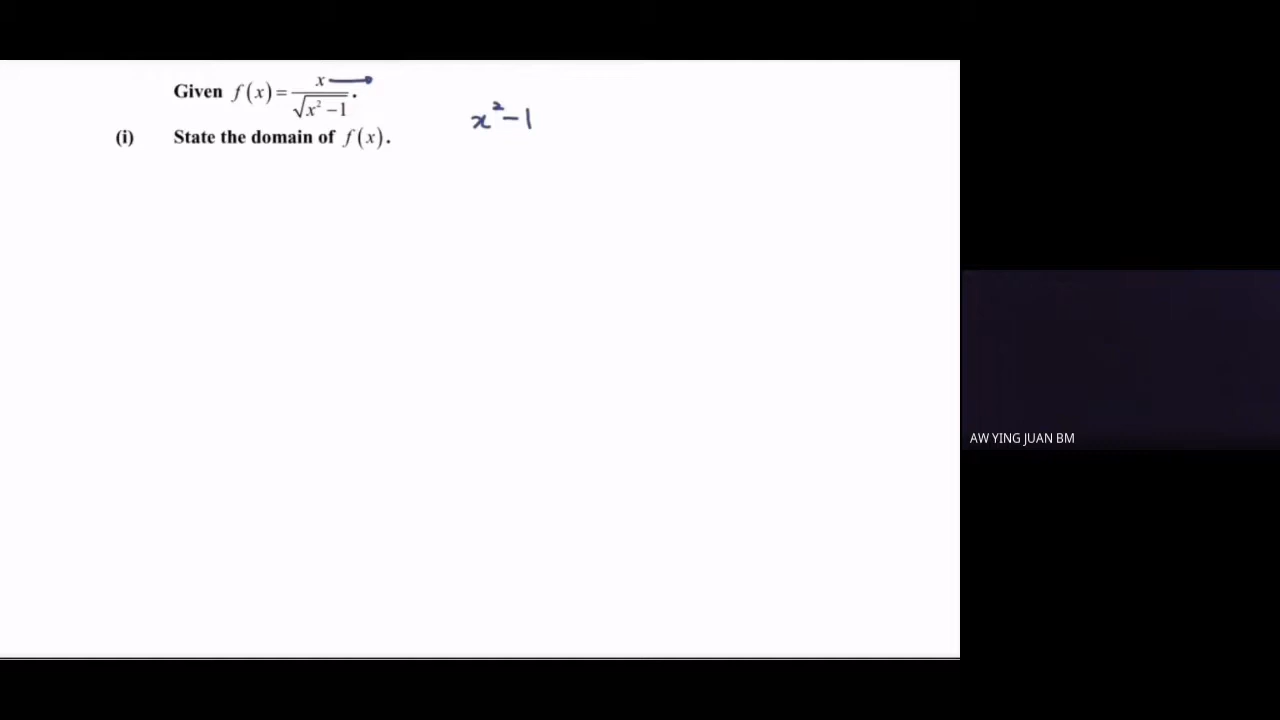 Given f(x) = x / √(x² − 1) .
x² − 1
(i) State the domain of f(x).
AW YING JUAN BM